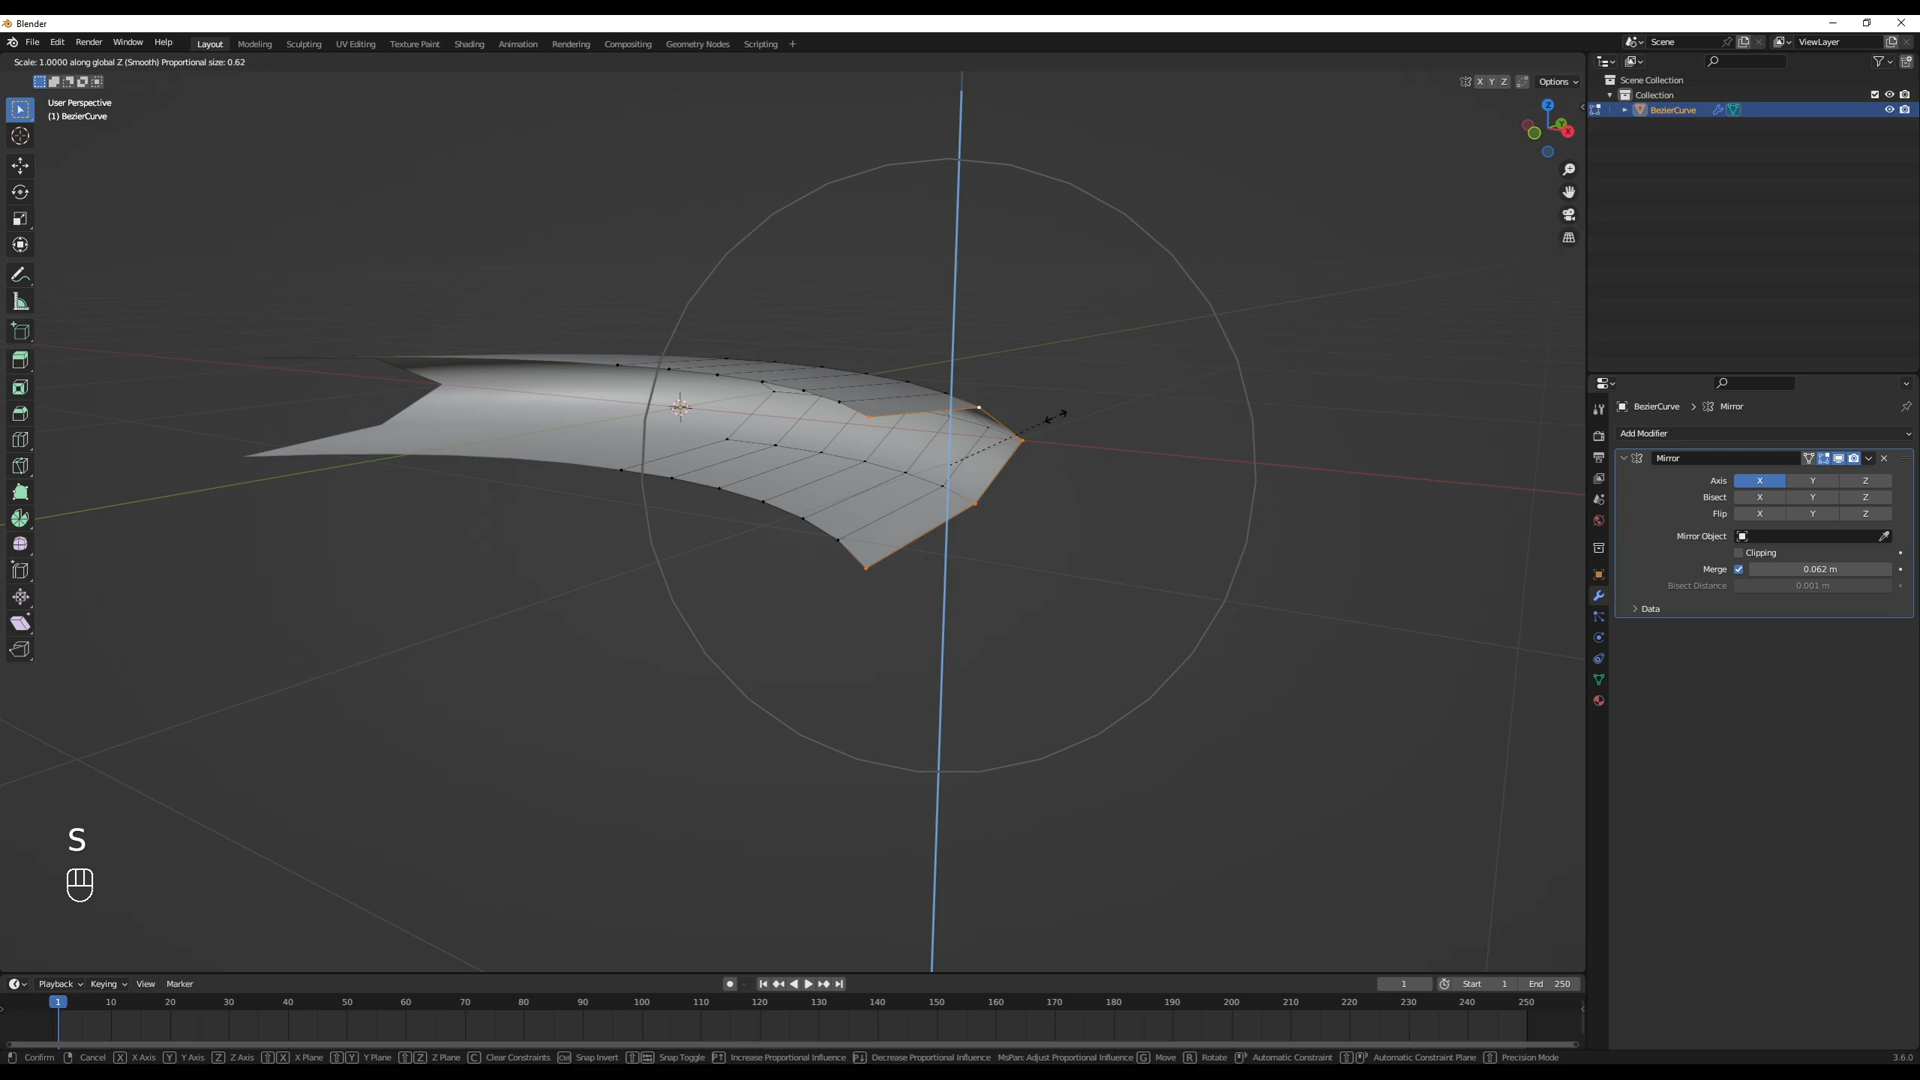 Blender
File Edit Render Window Help
Layout Modeling Sculpting UV Editing Texture Paint Shading Animation Rendering Compositing Geometry Nodes Scripting +
Scene ViewLayer
Scale: 1.0000 along global Z (Smooth) Proportional size: 0.62
X Y Z Options
User Perspective
(1) BezierCurve
Z
Y
X
Scene Collection
Collection
BezierCurve
BezierCurve > Mirror
Add Modifier
Mirror
Axis X Y Z
Bisect X Y Z
Flip X Y Z
Mirror Object
Clipping
Merge 0.062 m
Bisect Distance 0.001 m
Data
S
Playback Keying View Marker
1 Start 1 End 250
1 10 20 30 40 50 60 70 80 90 100 110 120 130 140 150 160 170 180 190 200 210 220 230 240 250
Confirm Cancel X X Axis Y Y Axis Z Z Axis X X Plane Y Y Plane Z Z Plane C Clear Constraints Ctrl Snap Invert Snap Toggle P↑ Increase Proportional Influence P↓ Decrease Proportional Influence MsPan: Adjust Proportional Influence G Move R Rotate Automatic Constraint Automatic Constraint Plane Precision Mode
3.6.0